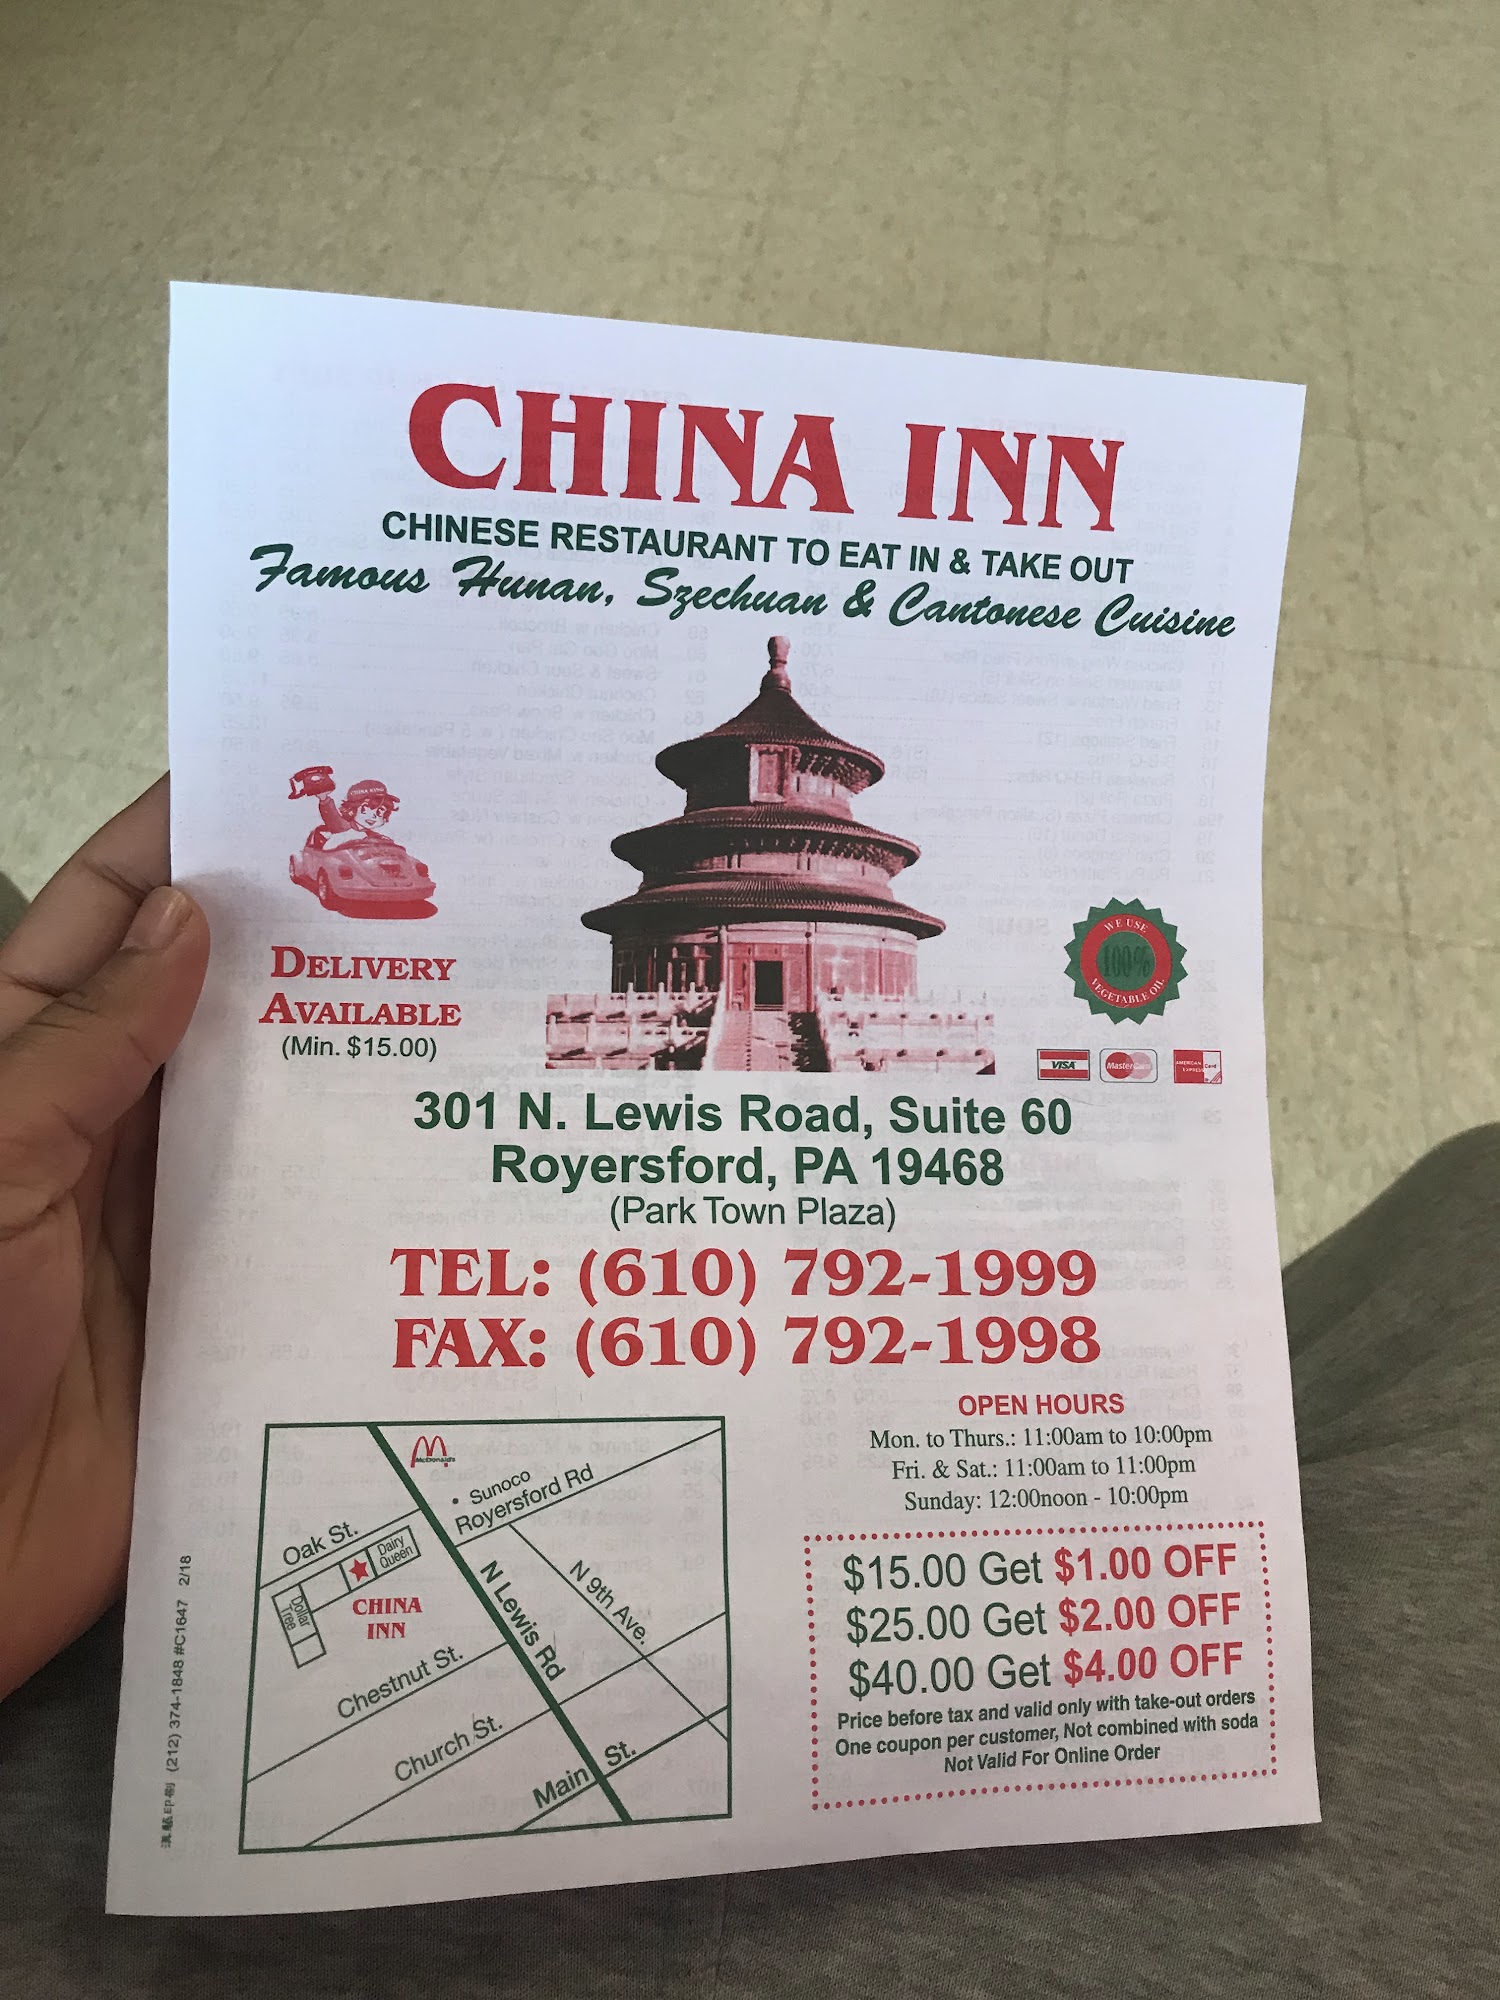 CHINA INN
CHINESE RESTAURANT TO EAT IN & TAKE OUT
Famous Hunan, Szechuan & Cantonese Cuisine
CHINA KING
DELIVERY
AVAILABLE
(Min. $15.00)
WE USE
100%
VEGETABLE OIL
VISA
MasterCard
AMERICAN EXPRESS Card
301 N. Lewis Road, Suite 60
Royersford, PA 19468
(Park Town Plaza)
TEL: (610) 792-1999
FAX: (610) 792-1998
McDonald's
Sunoco
Royersford Rd
Oak St.
Dairy Queen
Dollar Tree
CHINA
INN
N Lewis Rd
N 9th Ave.
Chestnut St.
Church St.
Main St.
OPEN HOURS
Mon. to Thurs.: 11:00am to 10:00pm
Fri. & Sat.: 11:00am to 11:00pm
Sunday: 12:00noon - 10:00pm
$15.00 Get $1.00 OFF
$25.00 Get $2.00 OFF
$40.00 Get $4.00 OFF
Price before tax and valid only with take-out orders
One coupon per customer, Not combined with soda
Not Valid For Online Order
(212) 374-1848 #C1647 2/18